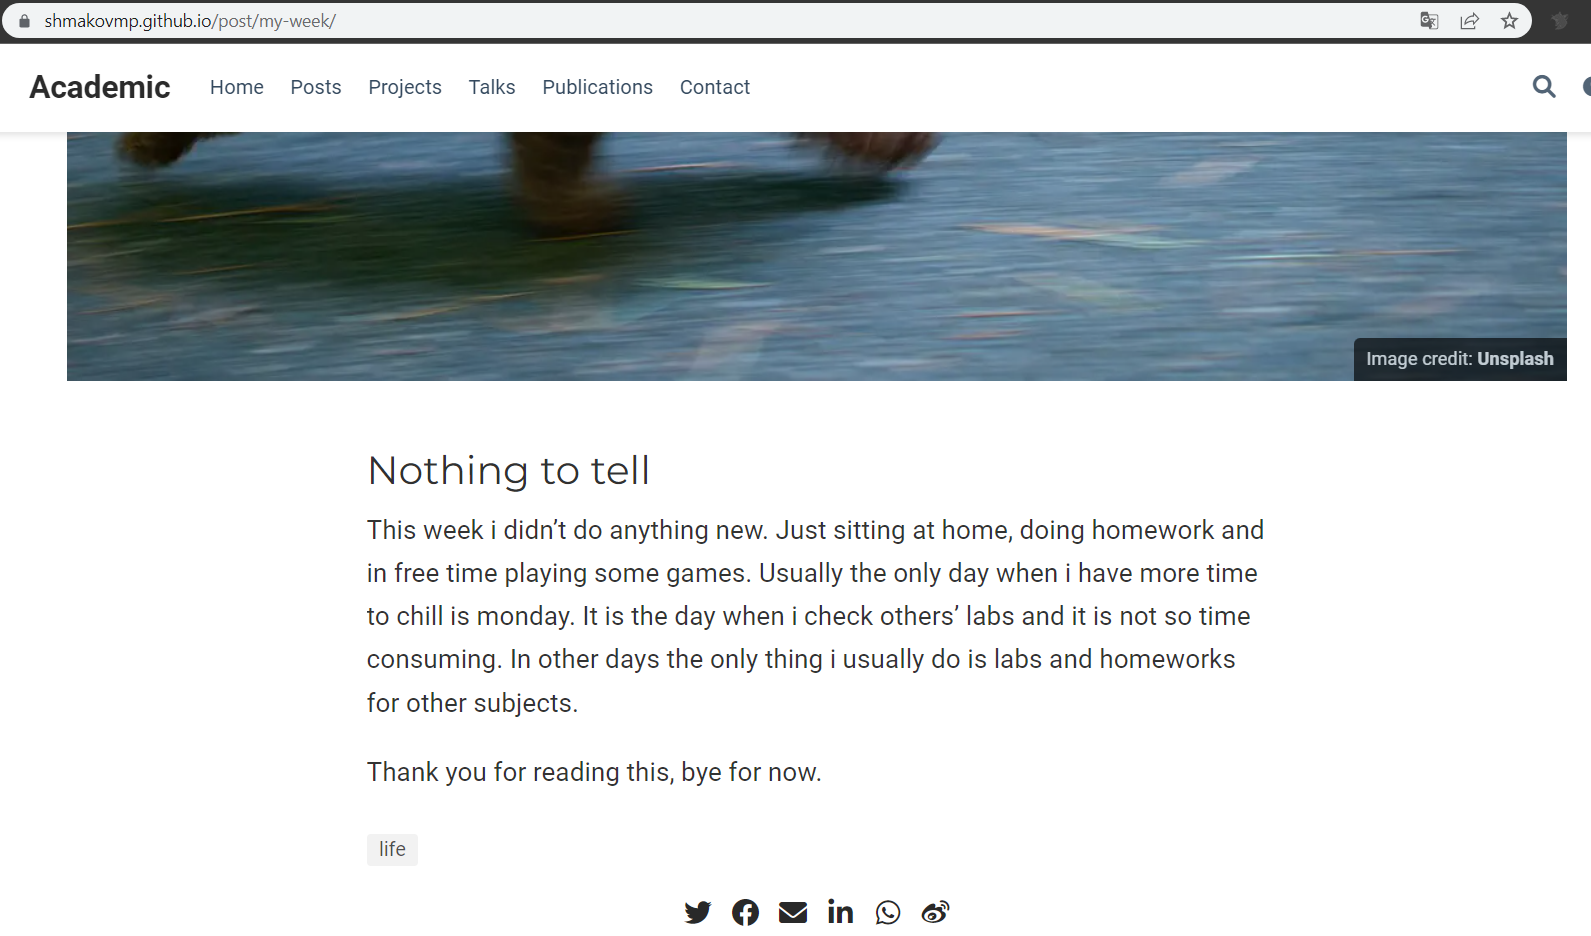 shmakovmp.github.io/post/my-week/
Academic Home Posts Projects Talks Publications Contact
Image credit: Unsplash
Nothing to tell
This week i didn’t do anything new. Just sitting at home, doing homework and
in free time playing some games. Usually the only day when i have more time
to chill is monday. It is the day when i check others’ labs and it is not so time
consuming. In other days the only thing i usually do is labs and homeworks
for other subjects.
Thank you for reading this, bye for now.
life